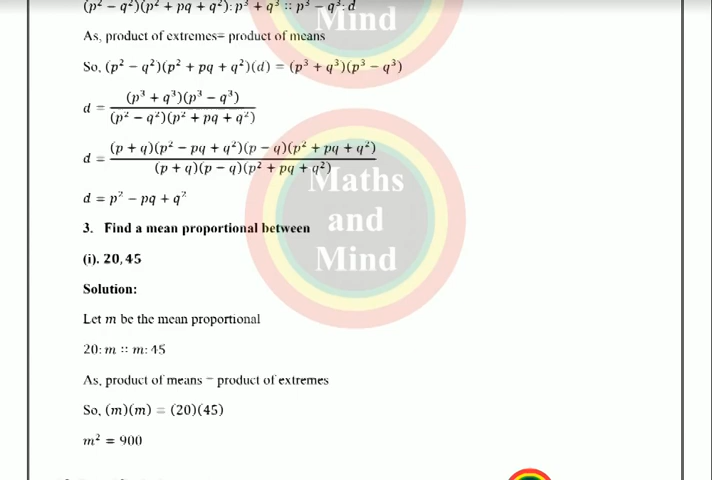 (p² − q²)(p² + pq + q²): p³ + q³ :: p³ − q³: d
As, product of extremes= product of means
So, (p² − q²)(p² + pq + q²)(d) = (p³ + q³)(p³ − q³)
d = (p³ + q³)(p³ − q³) / (p² − q²)(p² + pq + q²)
d = (p + q)(p² − pq + q²)(p − q)(p² + pq + q²) / (p + q)(p − q)(p² + pq + q²)
d = p² − pq + q²
3. Find a mean proportional between
(i). 20, 45
Solution:
Let m be the mean proportional
20: m :: m: 45
As, product of means = product of extremes
So, (m)(m) = (20)(45)
m² = 900
Mind
Maths
and
Mind